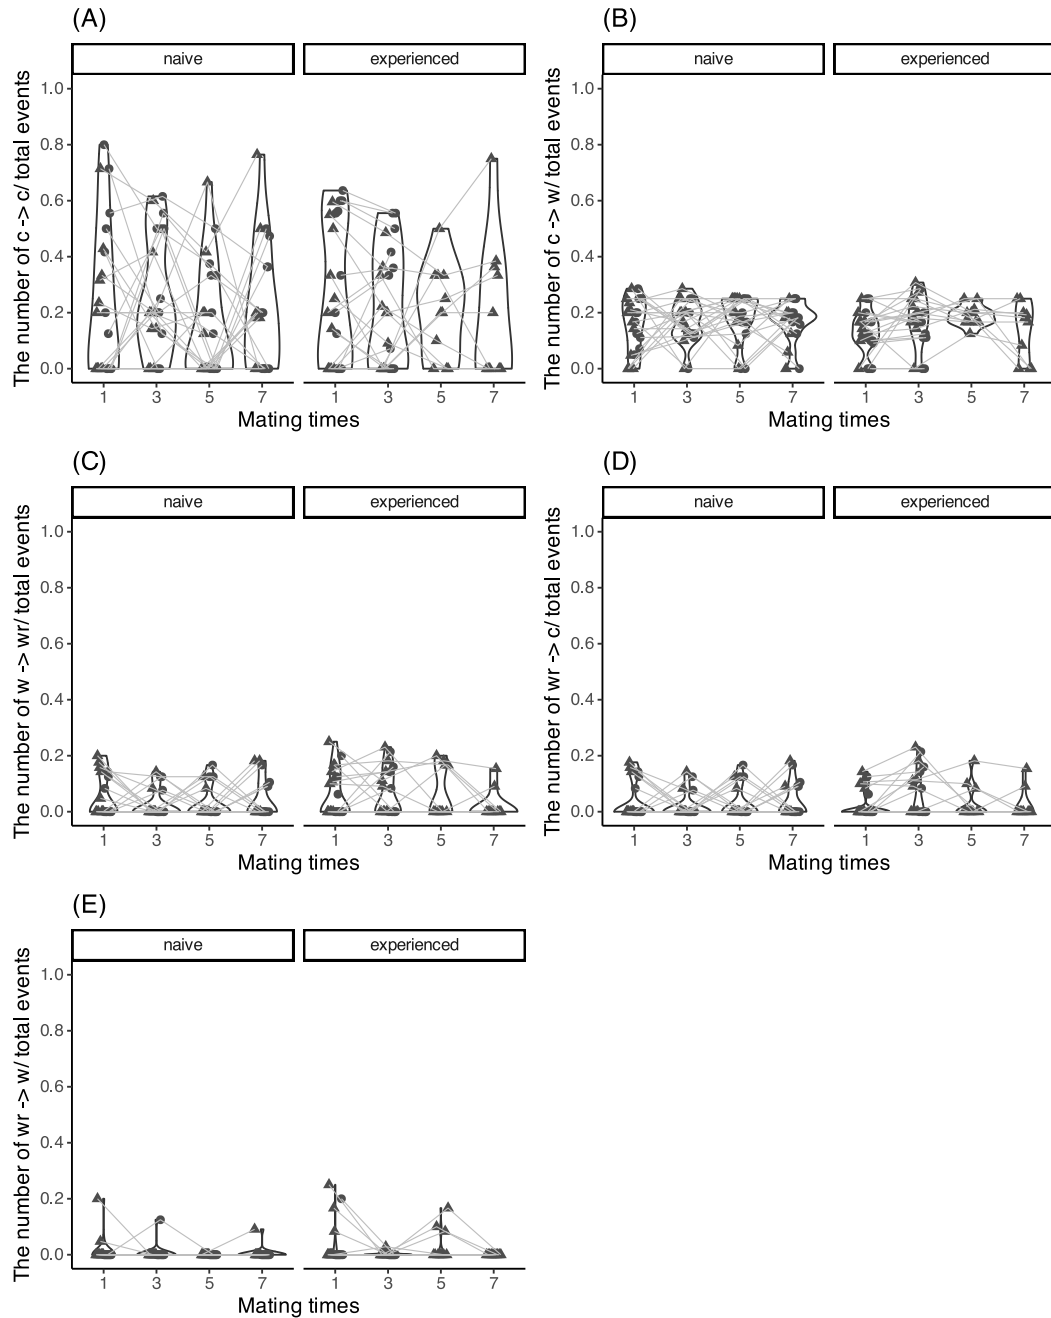 (A)
naive
experienced
The number of c -> c/ total events
1.0
0.8
0.6
0.4
0.2
0.0
1 3 5 7
1 3 5 7
Mating times
(B)
naive
experienced
The number of c -> w/ total events
1.0
0.8
0.6
0.4
0.2
0.0
1 3 5 7
1 3 5 7
Mating times
(C)
naive
experienced
The number of w -> wr/ total events
1.0
0.8
0.6
0.4
0.2
0.0
1 3 5 7
1 3 5 7
Mating times
(D)
naive
experienced
The number of wr -> c/ total events
1.0
0.8
0.6
0.4
0.2
0.0
1 3 5 7
1 3 5 7
Mating times
(E)
naive
experienced
The number of wr -> w/ total events
1.0
0.8
0.6
0.4
0.2
0.0
1 3 5 7
1 3 5 7
Mating times